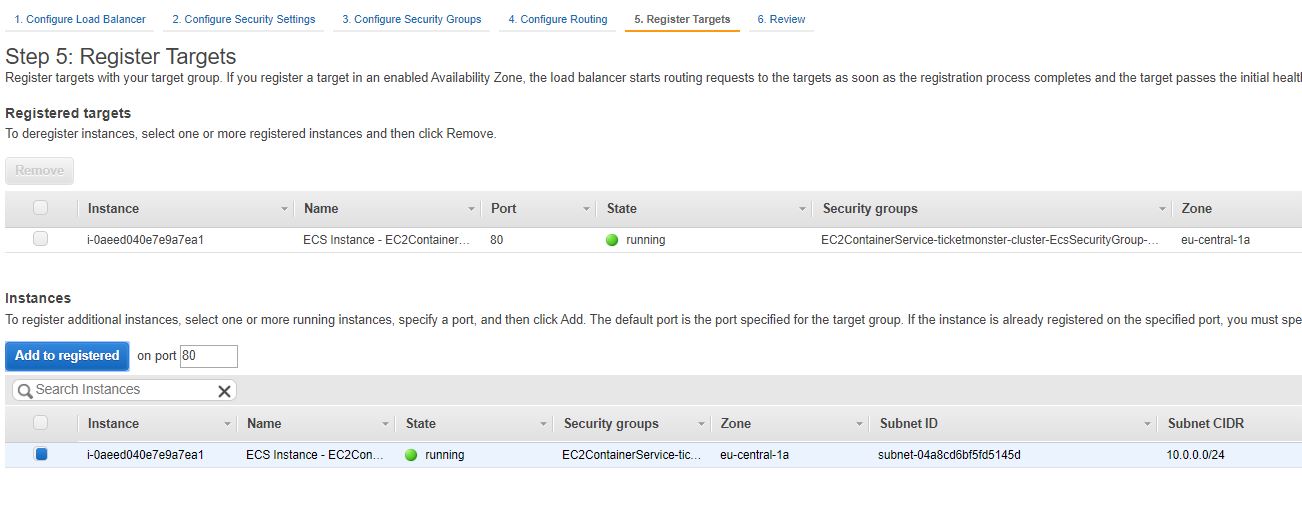 1. Configure Load Balancer 2. Configure Security Settings 3. Configure Security Groups 4. Configure Routing 5. Register Targets 6. Review
Step 5: Register Targets
Register targets with your target group. If you register a target in an enabled Availability Zone, the load balancer starts routing requests to the targets as soon as the registration process completes and the target passes the initial healt
Registered targets
To deregister instances, select one or more registered instances and then click Remove.
Remove
Instance Name Port State Security groups Zone
i-0aeed040e7e9a7ea1 ECS Instance - EC2Container... 80 running EC2ContainerService-ticketmonster-cluster-EcsSecurityGroup-... eu-central-1a
Instances
To register additional instances, select one or more running instances, specify a port, and then click Add. The default port is the port specified for the target group. If the instance is already registered on the specified port, you must spe
Add to registered on port 80
Search Instances
Instance Name State Security groups Zone Subnet ID Subnet CIDR
i-0aeed040e7e9a7ea1 ECS Instance - EC2Con... running EC2ContainerService-tic... eu-central-1a subnet-04a8cd6bf5fd5145d 10.0.0.0/24